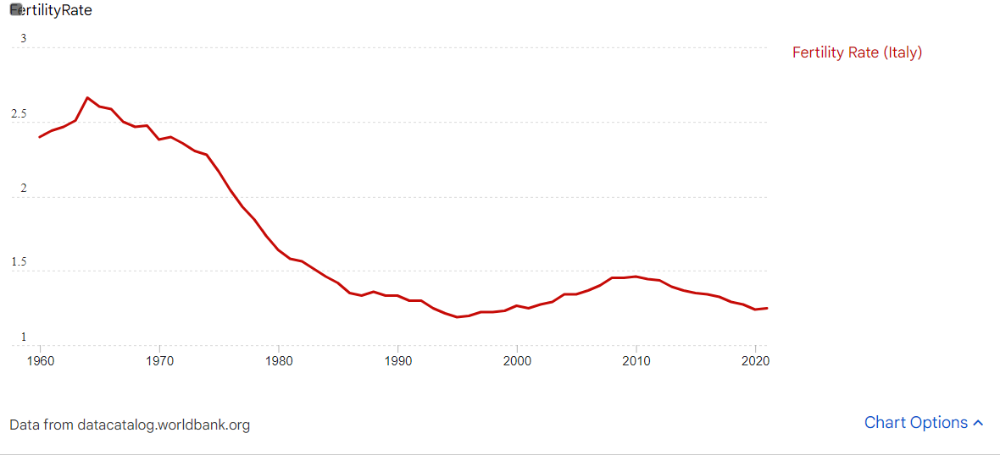 FertilityRate
3
Fertility Rate (Italy)
2.5
2
1.5
1
1960 1970 1980 1990 2000 2010 2020
Data from datacatalog.worldbank.org
Chart Options